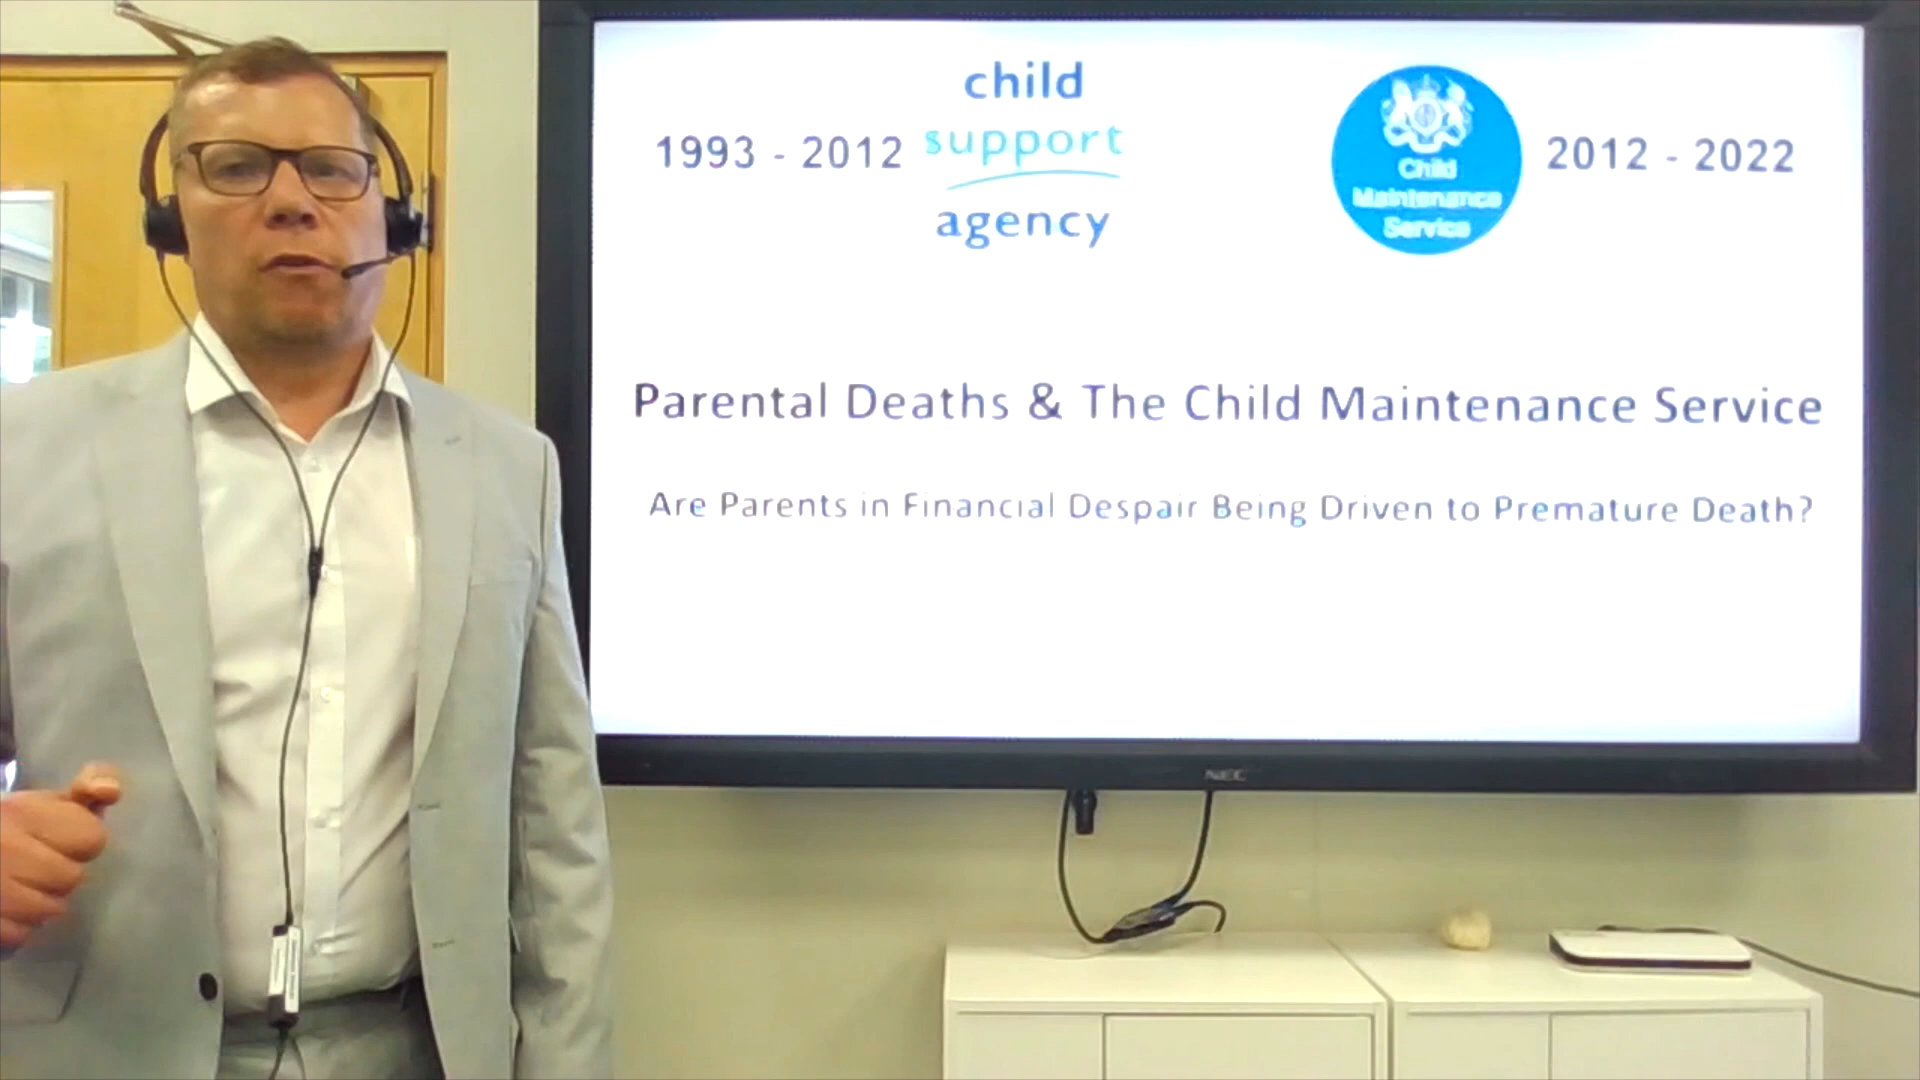 child
support
agency
1993 - 2012
Child
Maintenance
Service
2012 - 2022
Parental Deaths & The Child Maintenance Service
Are Parents in Financial Despair Being Driven to Premature Death?
NEC